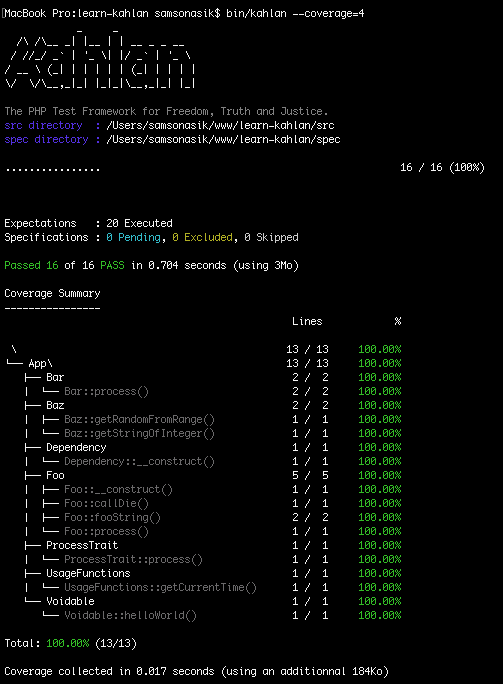 [MacBook Pro:learn-kahlan samsonasik$ bin/kahlan --coverage=4
            _     _
  /\ /\__ _| |__ | | __ _ _ __
 / //_/ _` | '_ \| |/ _` | '_ \
/ __ \ (_| | | | | | (_| | | | |
\/  \/\__,_|_| |_|_|\__,_|_| |_|
The PHP Test Framework for Freedom, Truth and Justice.
src directory  : /Users/samsonasik/www/learn-kahlan/src
spec directory : /Users/samsonasik/www/learn-kahlan/spec
................                                                  16 / 16 (100%)
Expectations   : 20 Executed
Specifications : 0 Pending, 0 Excluded, 0 Skipped
Passed 16 of 16 PASS in 0.704 seconds (using 3Mo)
Coverage Summary
----------------
                                                Lines           %
 \                                             13 / 13     100.00%
└── App\                                       13 / 13     100.00%
   ├── Bar                                      2 /  2     100.00%
   |  └── Bar::process()                        2 /  2     100.00%
   ├── Baz                                      2 /  2     100.00%
   |  ├── Baz::getRandomFromRange()             1 /  1     100.00%
   |  └── Baz::getStringOfInteger()             1 /  1     100.00%
   ├── Dependency                               1 /  1     100.00%
   |  └── Dependency::__construct()             1 /  1     100.00%
   ├── Foo                                      5 /  5     100.00%
   |  ├── Foo::__construct()                    1 /  1     100.00%
   |  ├── Foo::callDie()                        1 /  1     100.00%
   |  ├── Foo::fooString()                      2 /  2     100.00%
   |  └── Foo::process()                        1 /  1     100.00%
   ├── ProcessTrait                             1 /  1     100.00%
   |  └── ProcessTrait::process()               1 /  1     100.00%
   ├── UsageFunctions                           1 /  1     100.00%
   |  └── UsageFunctions::getCurrentTime()      1 /  1     100.00%
   └── Voidable                                 1 /  1     100.00%
      └── Voidable::helloWorld()                1 /  1     100.00%
Total: 100.00% (13/13)
Coverage collected in 0.017 seconds (using an additionnal 184Ko)